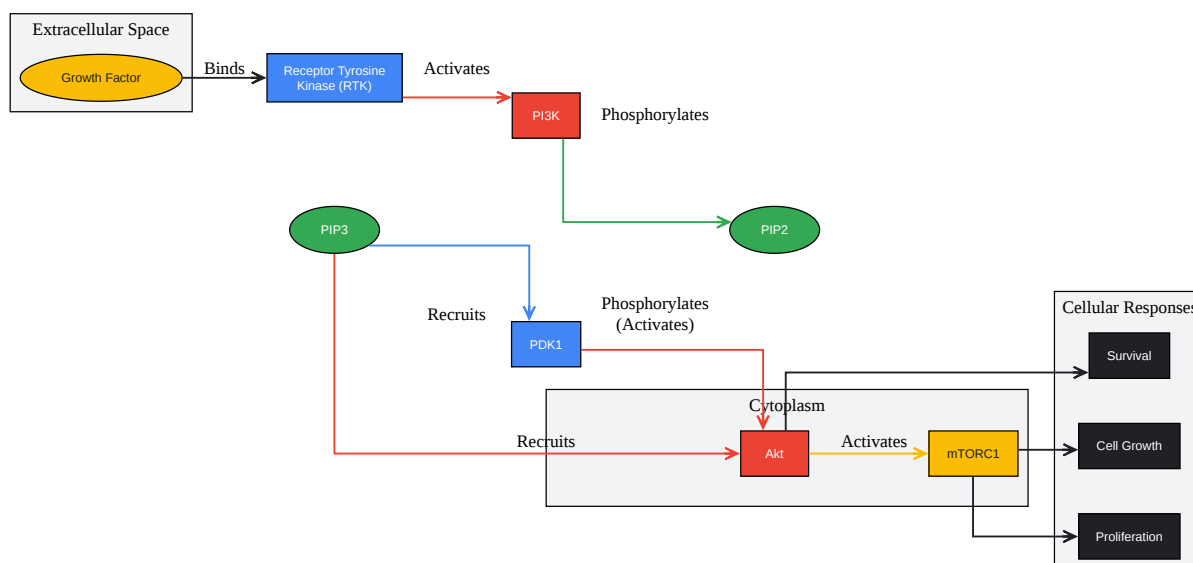 Extracellular Space
Growth Factor
Binds
Receptor Tyrosine
Kinase (RTK)
Activates
PI3K
Phosphorylates
PIP3
PIP2
Recruits
PDK1
Phosphorylates
(Activates)
Cellular Responses
Survival
Cytoplasm
Recruits
Akt
Activates
mTORC1
Cell Growth
Proliferation